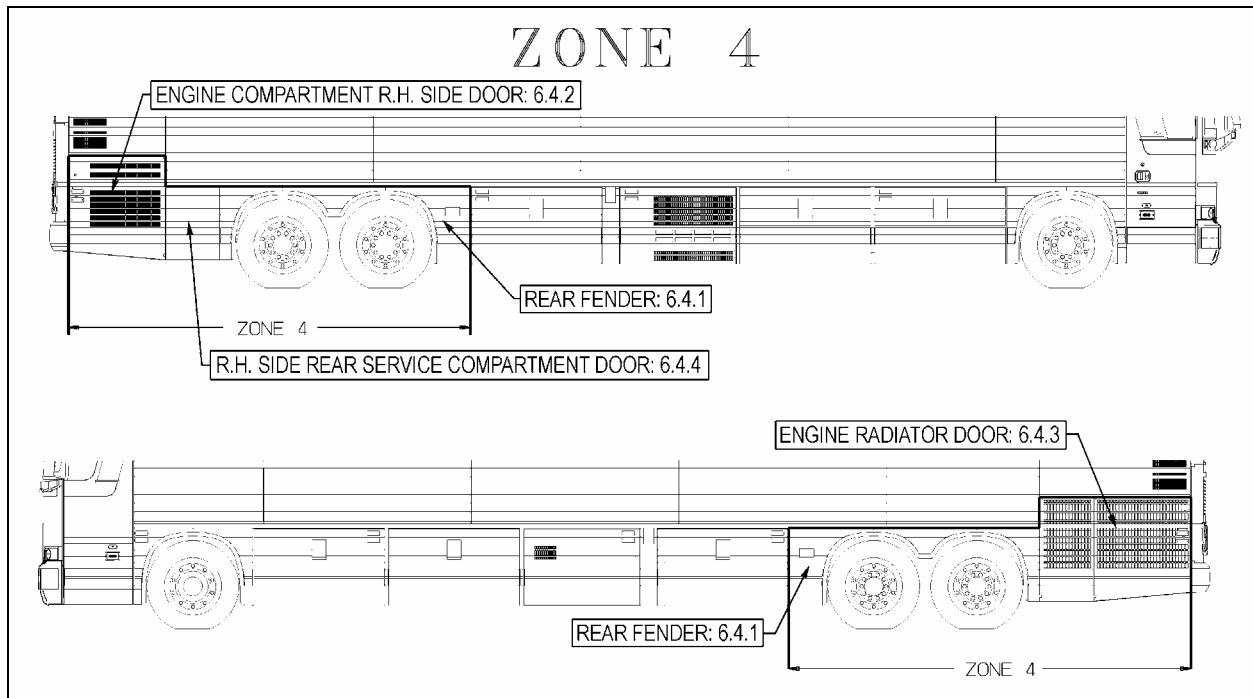 ZONE 4
ENGINE COMPARTMENT R.H. SIDE DOOR: 6.4.2
REAR FENDER: 6.4.1
ZONE 4
R.H. SIDE REAR SERVICE COMPARTMENT DOOR: 6.4.4
ENGINE RADIATOR DOOR: 6.4.3
REAR FENDER: 6.4.1
ZONE 4